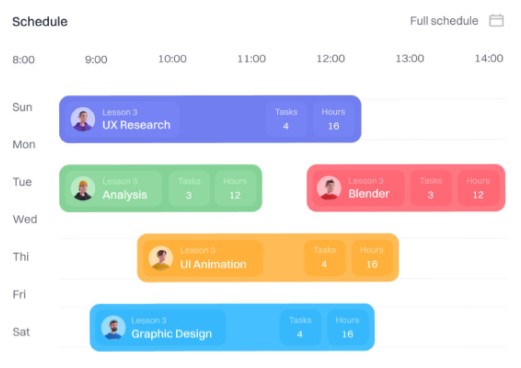 Schedule
Full schedule
8:00 9:00 10:00 11:00 12:00 13:00 14:00
Sun
Lesson 3
UX Research
Tasks
4
Hours
16
Mon
Tue
Lesson 3
Analysis
Tasks
3
Hours
12
Lesson 3
Blender
Tasks
3
Hours
12
Wed
Thi
Lesson 3
UI Animation
Tasks
4
Hours
16
Fri
Sat
Lesson 3
Graphic Design
Tasks
4
Hours
16